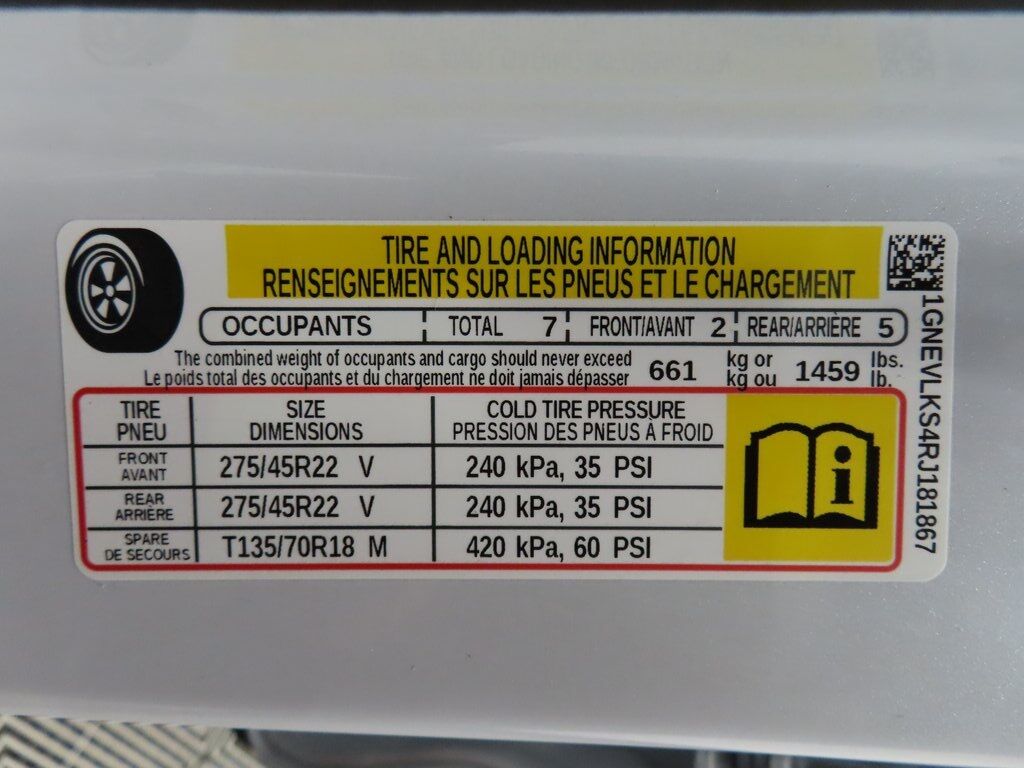 TIRE AND LOADING INFORMATION
RENSEIGNEMENTS SUR LES PNEUS ET LE CHARGEMENT
OCCUPANTS TOTAL 7 FRONT/AVANT 2 REAR/ARRIÈRE 5
The combined weight of occupants and cargo should never exceed 661 kg or 1459 lbs.
Le poids total des occupants et du chargement ne doit jamais dépasser kg ou lb.
TIRE SIZE COLD TIRE PRESSURE
PNEU DIMENSIONS PRESSION DES PNEUS À FROID
FRONT
AVANT 275/45R22 V 240 kPa, 35 PSI
REAR
ARRIÈRE 275/45R22 V 240 kPa, 35 PSI
SPARE
DE SECOURS T135/70R18 M 420 kPa, 60 PSI
i
1GNEVLKS4RJ181867